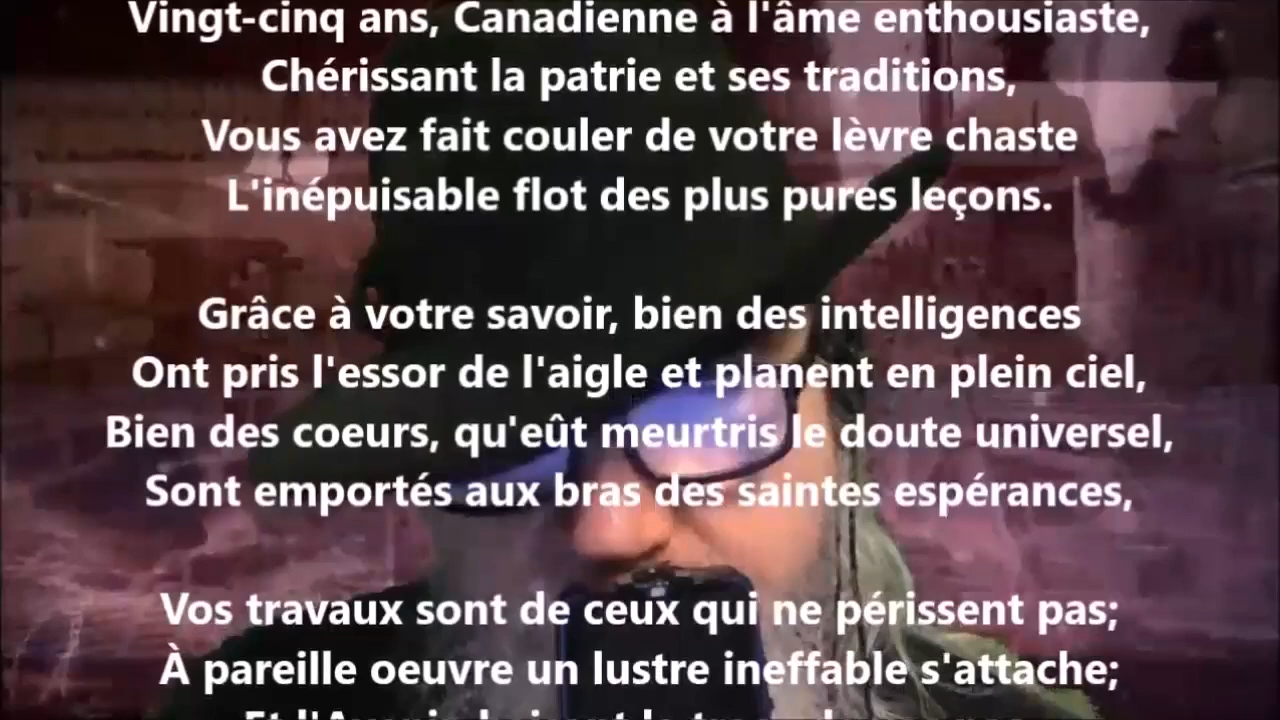 Vingt-cinq ans, Canadienne à l'âme enthousiaste,
Chérissant la patrie et ses traditions,
Vous avez fait couler de votre lèvre chaste
L'inépuisable flot des plus pures leçons.
Grâce à votre savoir, bien des intelligences
Ont pris l'essor de l'aigle et planent en plein ciel,
Bien des coeurs, qu'eût meurtris le doute universel,
Sont emportés aux bras des saintes espérances,
Vos travaux sont de ceux qui ne périssent pas;
À pareille oeuvre un lustre ineffable s'attache;